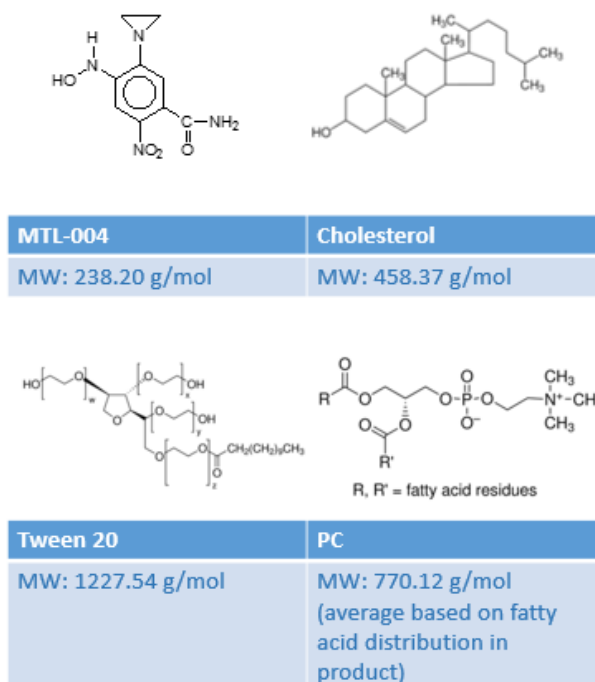 H
N
N
HO
C
NH₂
NO₂
O
H₃C
CH₃
CH₃
CH₃
CH₃
HO
MTL-004 Cholesterol
MW: 238.20 g/mol MW: 458.37 g/mol
HO
O
w
O
OH
x
O
O
OH
y
O
O
z
O
CH₂(CH₂)₉CH₃
O
R
O
O
O
R'
O
O
P
O⁻
O
CH₃
N⁺
CH₃
CH₃
R, R' = fatty acid residues
Tween 20 PC
MW: 1227.54 g/mol MW: 770.12 g/mol
(average based on fatty
acid distribution in
product)